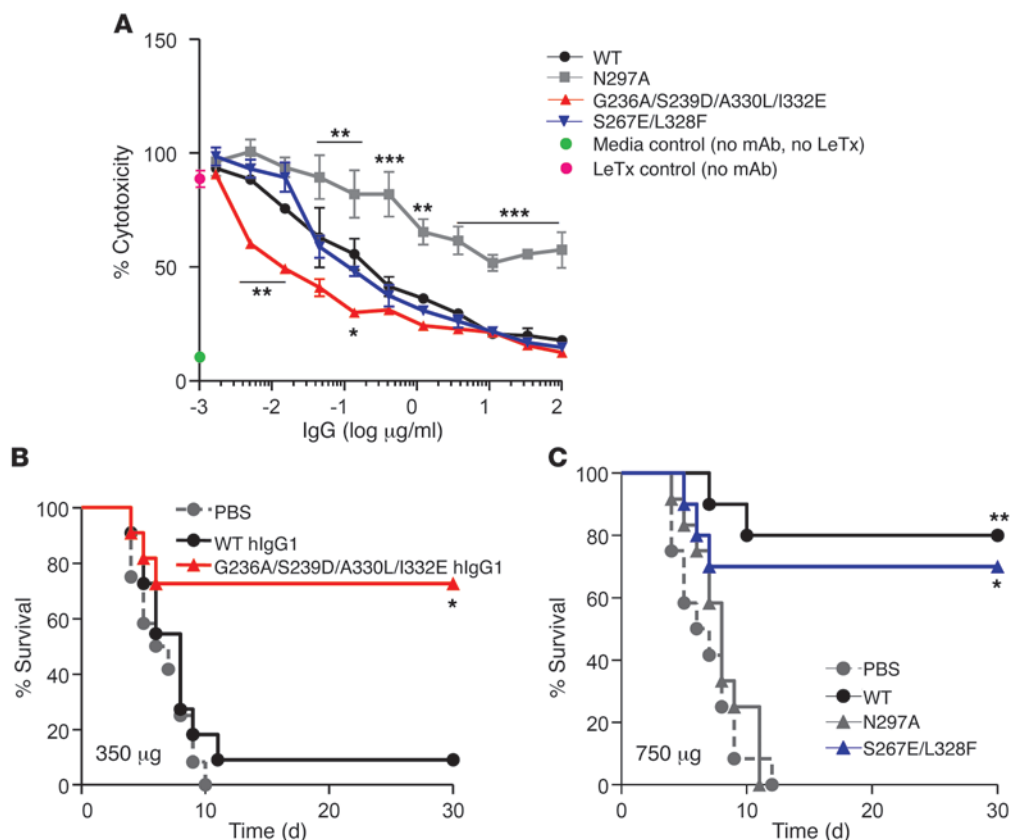 A
150
100
50
0
% Cytotoxicity
**
***
**
***
**
*
-3 -2 -1 0 1 2
IgG (log μg/ml)
WT
N297A
G236A/S239D/A330L/I332E
S267E/L328F
Media control (no mAb, no LeTx)
LeTx control (no mAb)
B
100
80
60
40
20
0
% Survival
PBS
WT hIgG1
G236A/S239D/A330L/I332E hIgG1
*
350 μg
0 10 20 30
Time (d)
C
100
80
60
40
20
0
% Survival
**
*
PBS
WT
N297A
S267E/L328F
750 μg
0 10 20 30
Time (d)